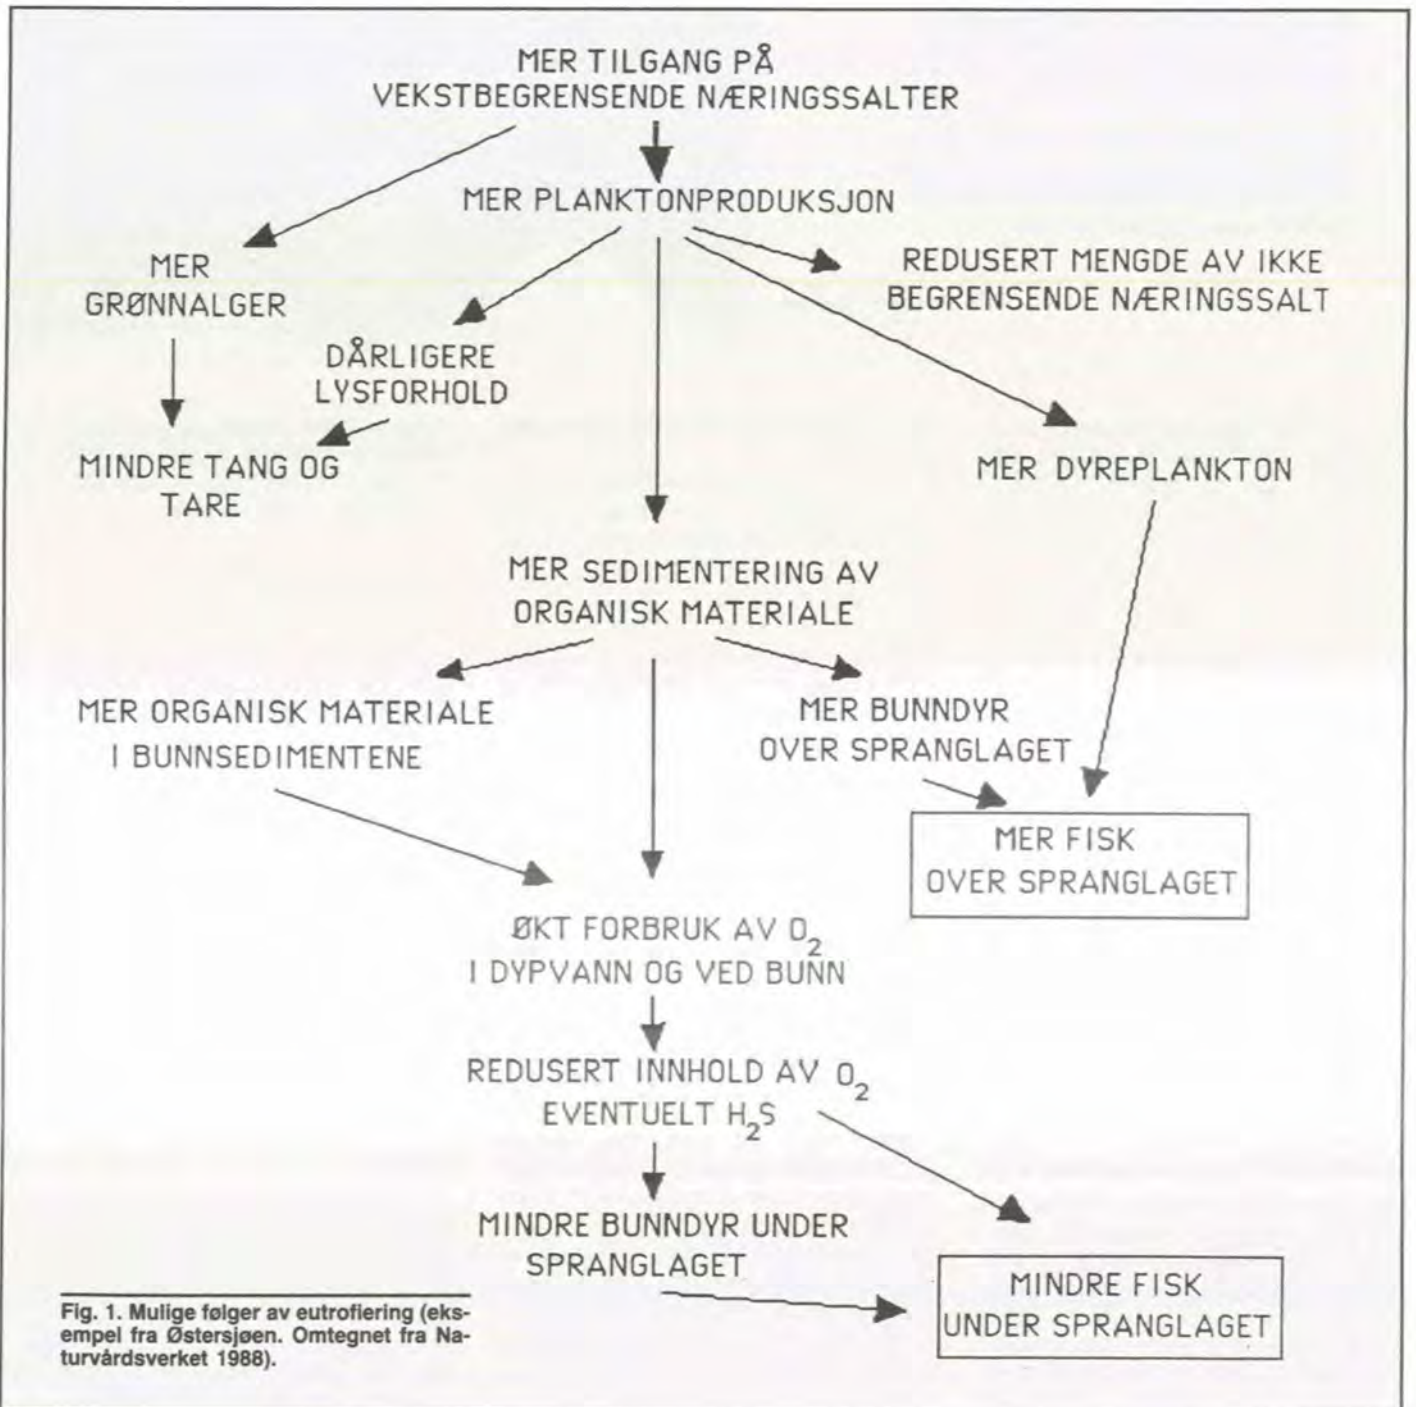 MER TILGANG PÅ
VEKSTBEGRENSENDE NÆRINGSSALTER
MER PLANKTONPRODUKSJON
MER
GRØNNALGER
REDUSERT MENGDE AV IKKE
BEGRENSENDE NÆRINGSSALT
DÅRLIGERE
LYSFORHOLD
MINDRE TANG OG
TARE
MER DYREPLANKTON
MER SEDIMENTERING AV
ORGANISK MATERIALE
MER ORGANISK MATERIALE
I BUNNSEDIMENTENE
MER BUNNDYR
OVER SPRANGLAGET
MER FISK
OVER SPRANGLAGET
ØKT FORBRUK AV O₂
I DYPVANN OG VED BUNN
REDUSERT INNHOLD AV O₂
EVENTUELT H₂S
MINDRE BUNNDYR UNDER
SPRANGLAGET
MINDRE FISK
UNDER SPRANGLAGET
Fig. 1. Mulige følger av eutrofiering (eks-
empel fra Østersjøen. Omtegnet fra Na-
turvårdsverket 1988).